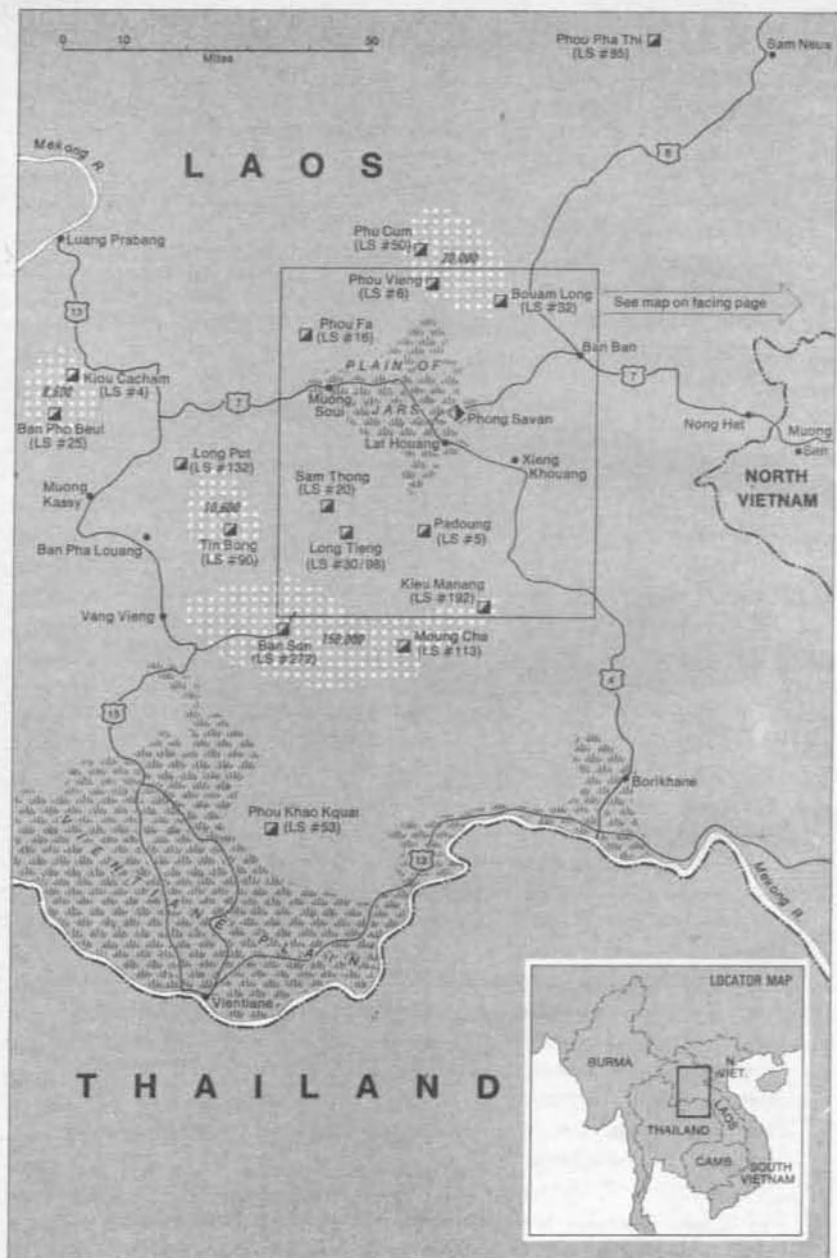 0 10 50
Miles
Phou Pha Thi
(LS #85)
Sam Neua
Mekong R.
6
LAOS
Luang Prabang
Phu Cum
(LS #50)
20,000
13
Phou Vieng
(LS #6)
Bouam Long
(LS #32)
See map on facing page
Phou Fa
(LS #16)
Ban Ban
8,500
Kiou Cacham
(LS #4)
PLAIN OF
JARS
Muong
Soui
7
7
Ban Pho Beut
(LS #25)
Phong Savan
Nong Het
Muong
Sen
Lat Houang
Long Pot
(LS #132)
Xieng
Khouang
NORTH
VIETNAM
Muong
Kassy
Sam Thong
(LS #20)
10,600
Tin Bong
(LS #90)
Ban Pha Louang
Long Tieng
(LS #30/98)
Padoung
(LS #5)
Kieu Manang
(LS #192)
Vang Vieng
Ban Son
(LS #272)
150,000
Moung Cha
(LS #113)
4
13
Borikhane
Phou Khao Kquai
(LS #53)
13
VIENTIANE PLAIN
Mekong R.
Vientiane
THAILAND
LOCATOR MAP
BURMA
N.
VIET.
LAOS
THAILAND
CAMB.
SOUTH
VIETNAM